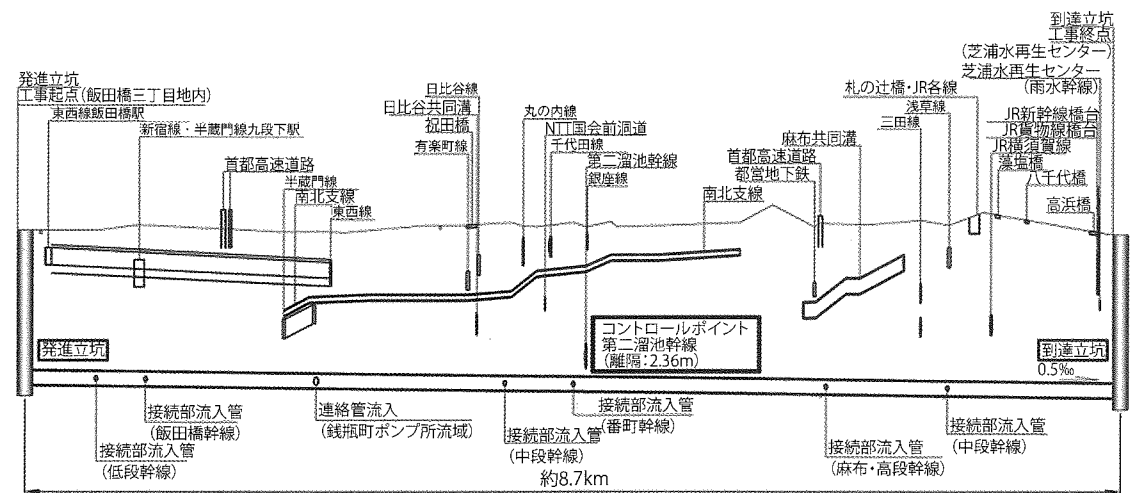 発進立坑
工事起点(飯田橋三丁目地内)
東西線飯田橋駅
新宿線・半蔵門線九段下駅
首都高速道路
半蔵門線
南北支線
東西線
日比谷線
日比谷共同溝
祝田橋
有楽町線
丸の内線
NTT国会前洞道
千代田線
第二溜池幹線
銀座線
南北支線
首都高速道路
都営地下鉄
麻布共同溝
札の辻橋・JR各線
浅草線
三田線
到達立坑
工事終点
(芝浦水再生センター)
芝浦水再生センター
(雨水幹線)
JR新幹線橋台
JR貨物線橋台
JR横須賀線
藻塩橋
八千代橋
高浜橋
発進立坑
コントロールポイント
第二溜池幹線
(離隔:2.36m)
到達立坑
0.5‰
接続部流入管
(低段幹線)
接続部流入管
(飯田橋幹線)
連絡管流入
(銭瓶町ポンプ所流域)
接続部流入管
(中段幹線)
接続部流入管
(番町幹線)
接続部流入管
(麻布・高段幹線)
接続部流入管
(中段幹線)
約8.7km